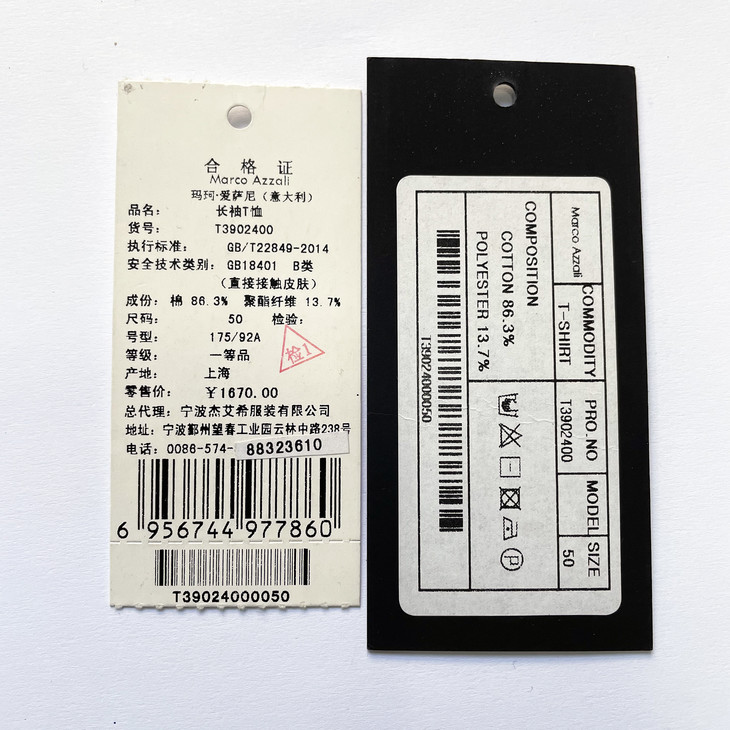 合格证
Marco Azzali
玛珂·爱萨尼（意大利）
品名： 长袖T恤
货号： T3902400
执行标准： GB/T22849-2014
安全技术类别： GB18401 B类
（直接接触皮肤）
成份： 棉 86.3% 聚酯纤维 13.7%
尺码： 50 检验：
号型： 175/92A
检1
等级： 一等品
产地： 上海
零售价： ￥1670.00
总代理：宁波杰艾希服装有限公司
地址：宁波鄞州望春工业园云林中路238号
电话：0086-574-88323610
6 956744 977860
T39024000050
Marco Azzali
COMMODITY
T-SHIRT
PRO.NO
T3902400
MODEL SIZE
50
COMPOSITION
COTTON 86.3%
POLYESTER 13.7%
P
T39024000050